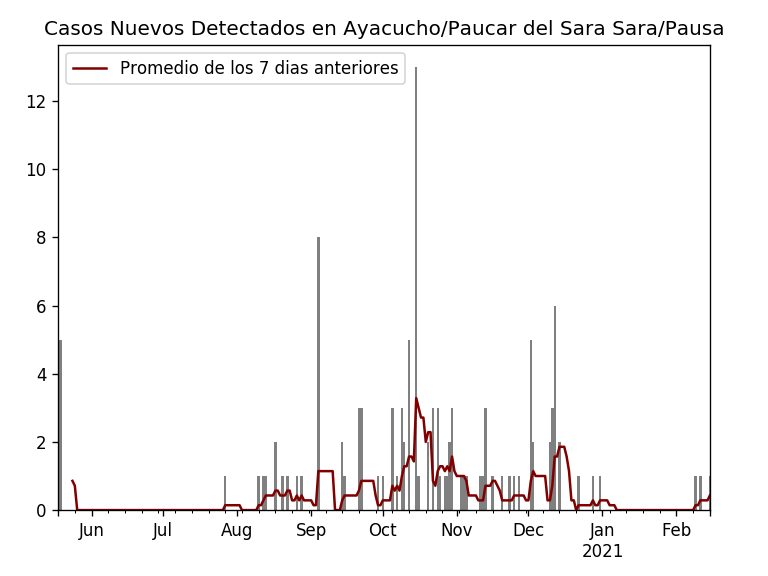 Casos Nuevos Detectados en Ayacucho/Paucar del Sara Sara/Pausa
Promedio de los 7 dias anteriores
12
10
8
6
4
2
0
Jun Jul Aug Sep Oct Nov Dec Jan Feb
2021